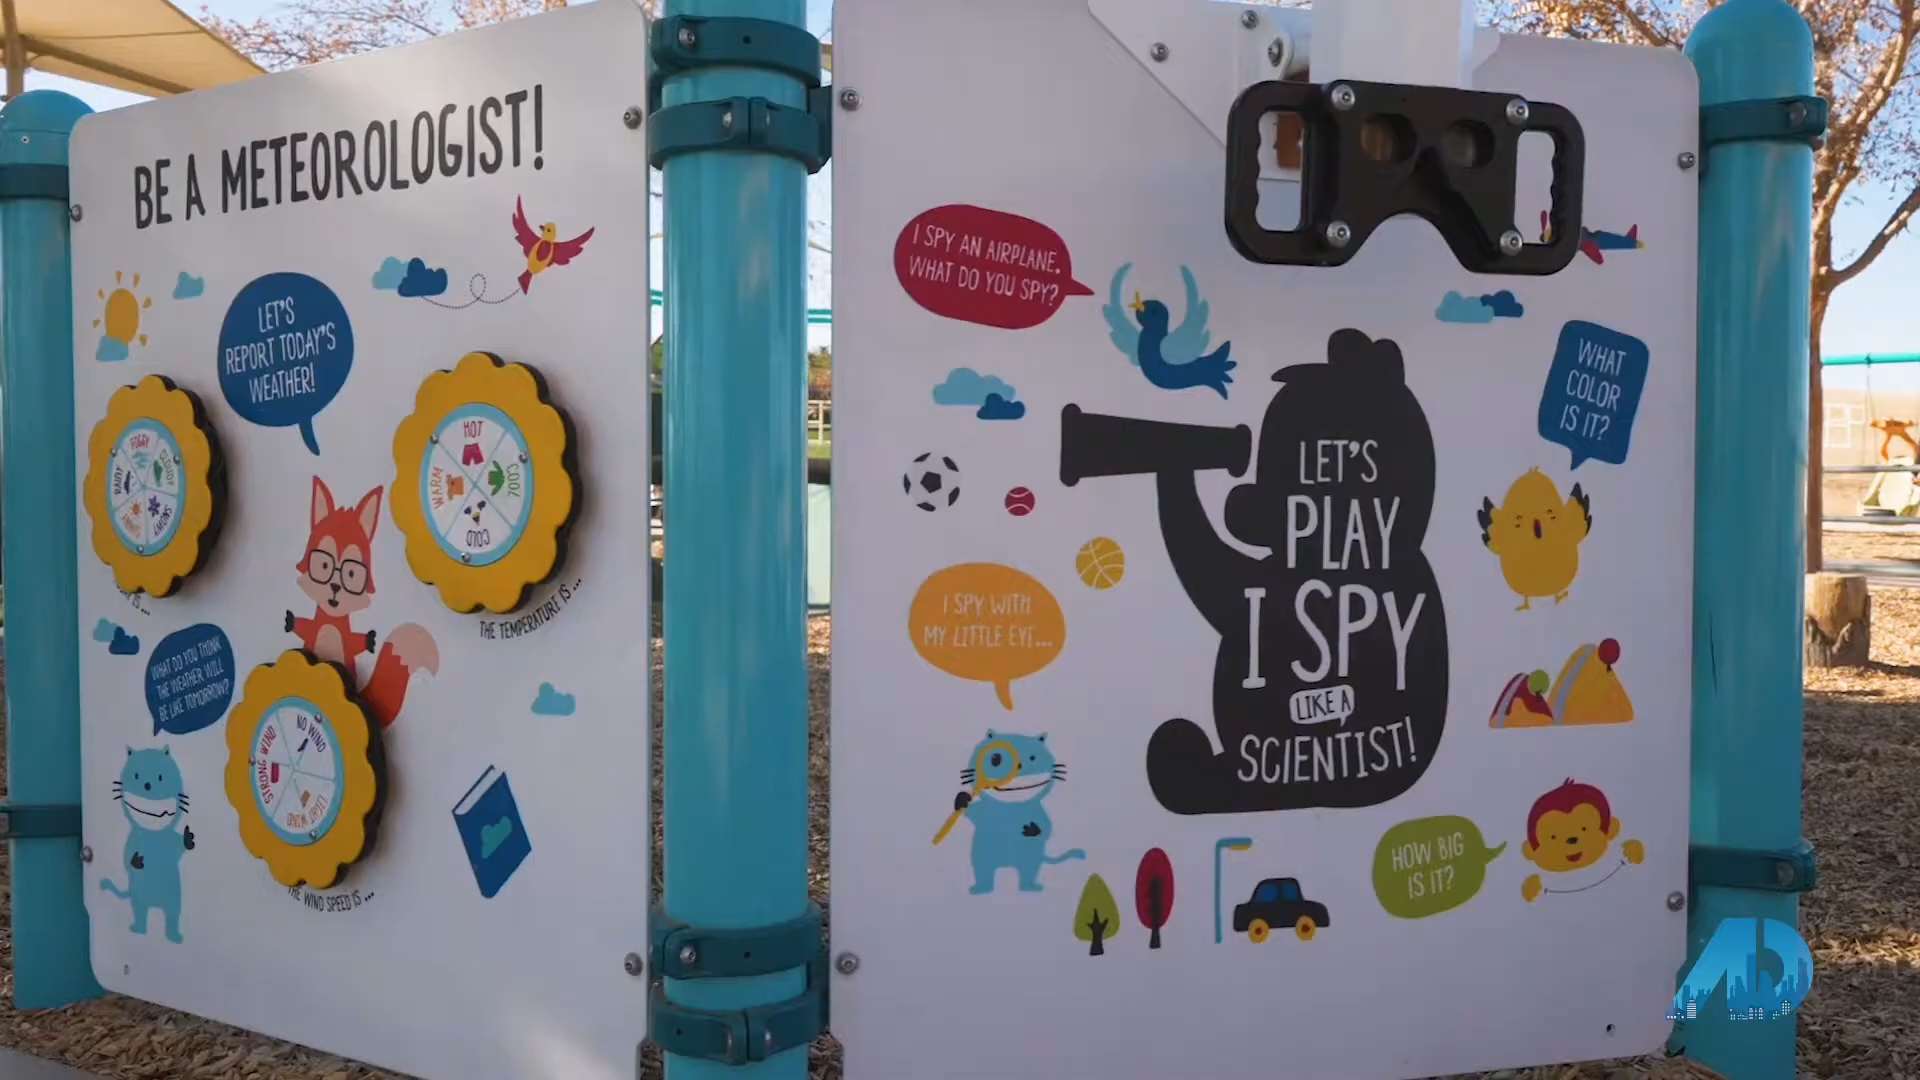 BE A METEOROLOGIST!
LET'S
REPORT TODAY'S
WEATHER!
FOGGY
CLOUDY
SNOWY
SUNNY
RAINY
HOT
COOL
COLD
WARM
THE TEMPERATURE IS...
WHAT DO YOU THINK
THE WEATHER WILL
BE LIKE TOMORROW?
NO WIND
LIGHT WIND
STRONG WIND
THE WIND SPEED IS...
I SPY AN AIRPLANE.
WHAT DO YOU SPY?
WHAT
COLOR
IS IT?
LET'S
PLAY
I SPY
LIKE A
SCIENTIST!
I SPY WITH
MY LITTLE EYE...
HOW BIG
IS IT?